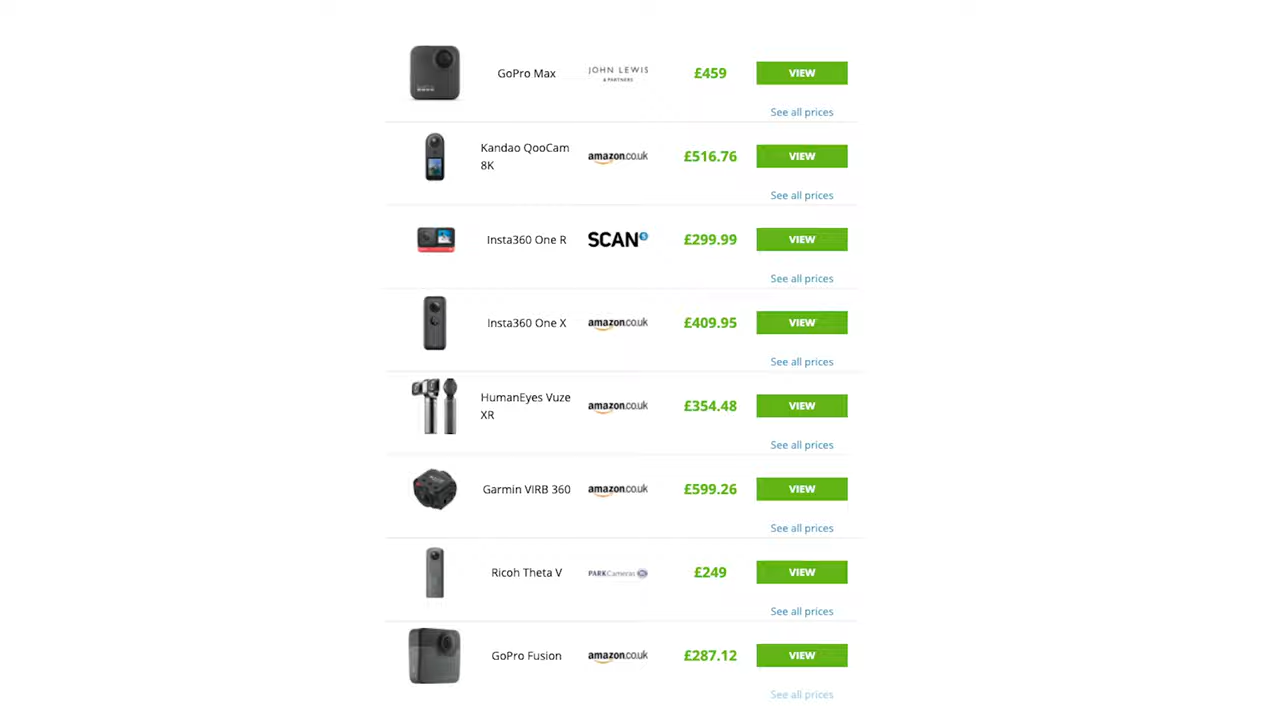 GoPro Max JOHN LEWIS £459 VIEW
& PARTNERS
See all prices
Kandao QooCam
8K amazon.co.uk £516.76 VIEW
See all prices
Insta360 One R SCAN £299.99 VIEW
See all prices
Insta360 One X amazon.co.uk £409.95 VIEW
See all prices
HumanEyes Vuze
XR amazon.co.uk £354.48 VIEW
See all prices
Garmin VIRB 360 amazon.co.uk £599.26 VIEW
See all prices
Ricoh Theta V PARKCameras £249 VIEW
See all prices
GoPro Fusion amazon.co.uk £287.12 VIEW
See all prices